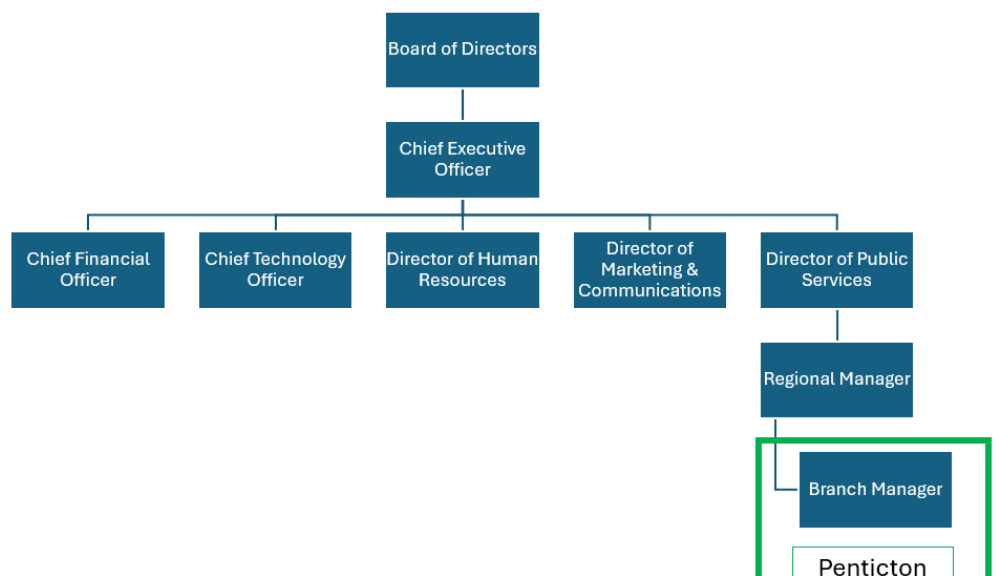 Board of Directors
Chief Executive
Officer
Chief Financial
Officer
Chief Technology
Officer
Director of Human
Resources
Director of
Marketing &
Communications
Director of Public
Services
Regional Manager
Branch Manager
Penticton